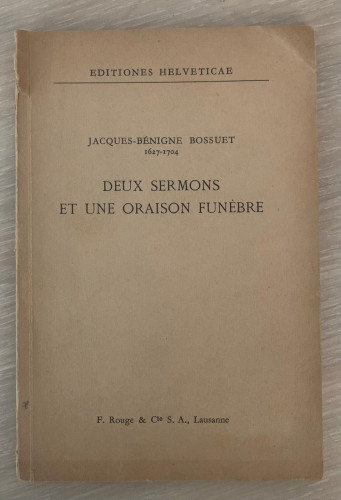 EDITIONES HELVETICAE
JACQUES-BÉNIGNE BOSSUET
1627-1704
DEUX SERMONS
ET UNE ORAISON FUNÈBRE
F. Rouge & Cie S. A., Lausanne